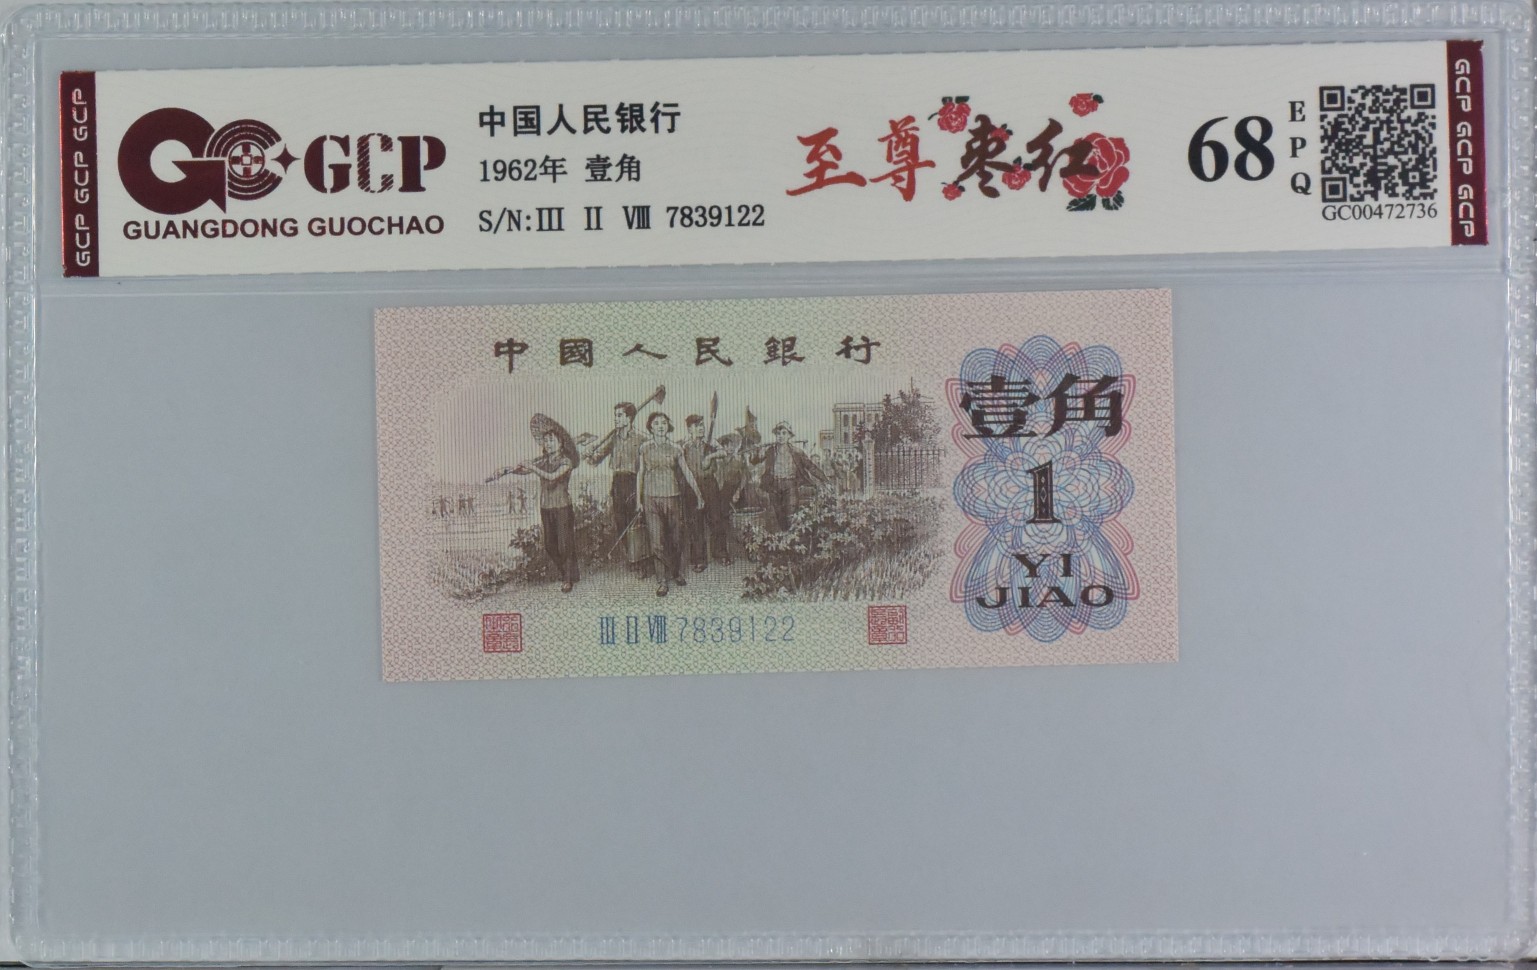 GCP GCP GCP
GCP
GUANGDONG GUOCHAO
中国人民银行
1962年 壹角
S/N:III II VIII 7839122
至尊枣红
68
EPQ
GC00472736
GCP GCP GCP
中國人民銀行
壹角
1
YI
JIAO
III II VIII 7839122